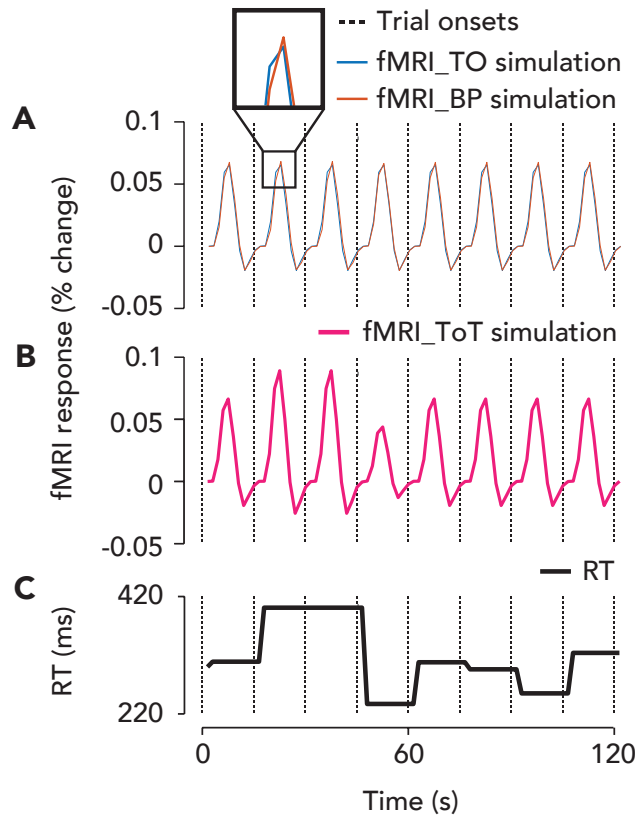 Trial onsets
fMRI_TO simulation
fMRI_BP simulation
A
0.1
0.05
0
-0.05
fMRI response (% change)
B
fMRI_ToT simulation
0.1
0.05
0
-0.05
C
RT
420
220
RT (ms)
0
60
120
Time (s)